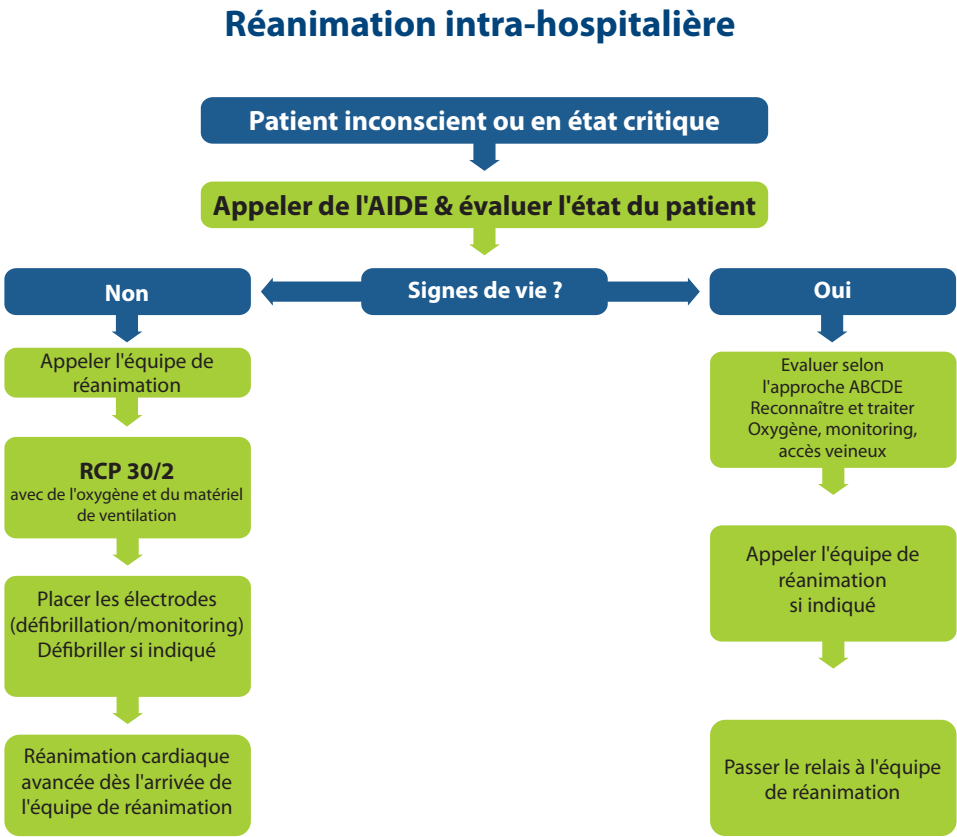 Réanimation intra-hospitalière
Patient inconscient ou en état critique
Appeler de l'AIDE & évaluer l'état du patient
Signes de vie ?
Non
Appeler l'équipe de
réanimation
RCP 30/2
avec de l'oxygène et du matériel
de ventilation
Placer les électrodes
(défibrillation/monitoring)
Défibriller si indiqué
Réanimation cardiaque
avancée dès l'arrivée de
l'équipe de réanimation
Oui
Evaluer selon
l'approche ABCDE
Reconnaître et traiter
Oxygène, monitoring,
accès veineux
Appeler l'équipe de
réanimation
si indiqué
Passer le relais à l'équipe
de réanimation